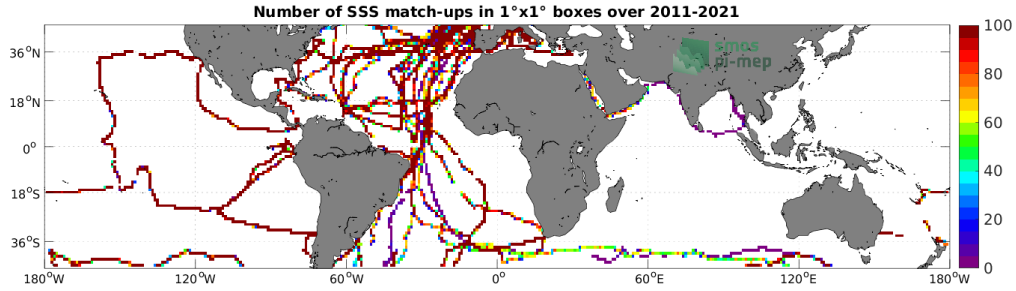 Number of SSS match-ups in 1°x1° boxes over 2011-2021
36°N
18°N
0°
18°S
36°S
180°W
120°W
60°W
0°
60°E
120°E
180°W
smos
pi-mep
100
80
60
40
20
0